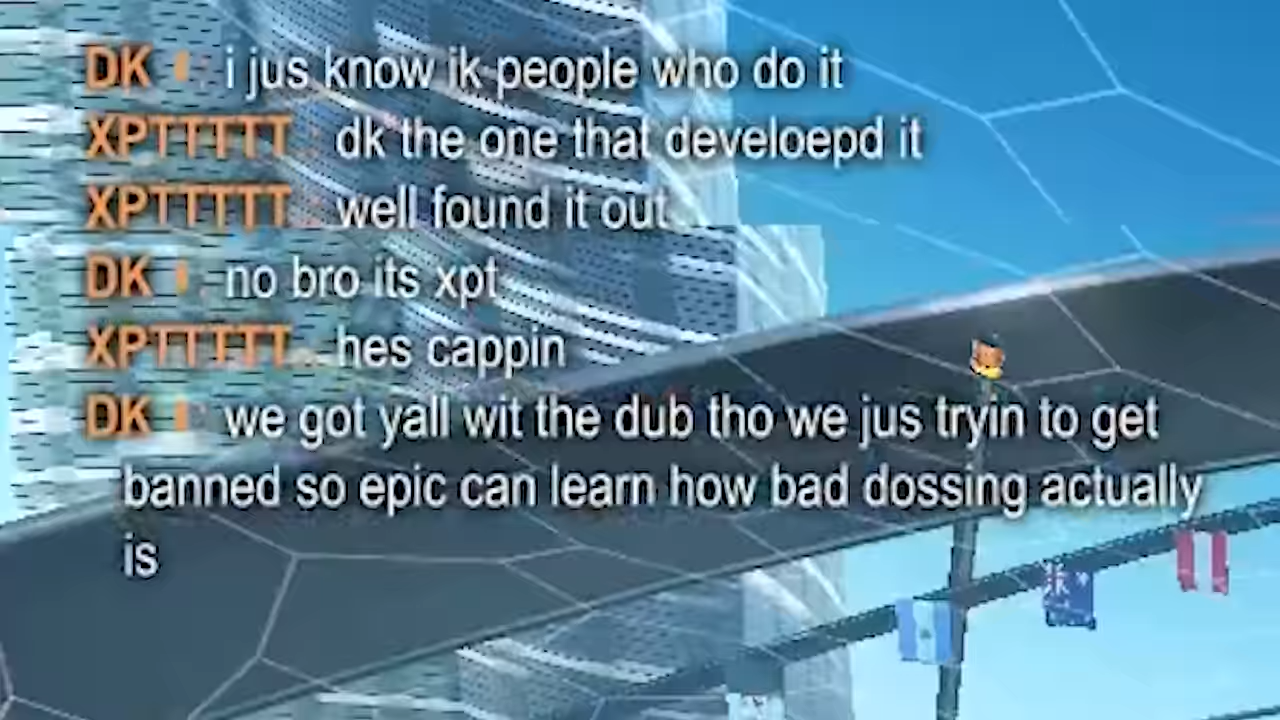 DK : i jus know ik people who do it
XPTTTTT : dk the one that develoepd it
XPTTTTT : well found it out
DK : no bro its xpt
XPTTTTT : hes cappin
DK : we got yall wit the dub tho we jus tryin to get
banned so epic can learn how bad dossing actually
is